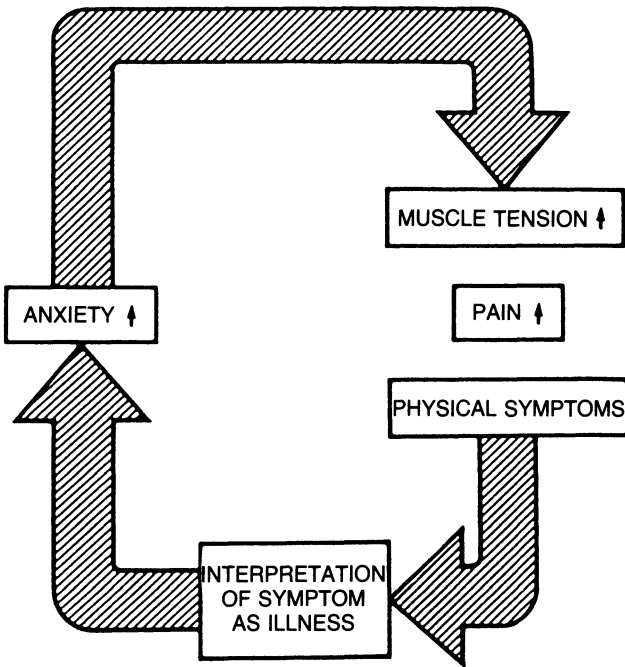 MUSCLE TENSION ↑
ANXIETY ↑
PAIN ↑
PHYSICAL SYMPTOMS
INTERPRETATION
OF SYMPTOM
AS ILLNESS